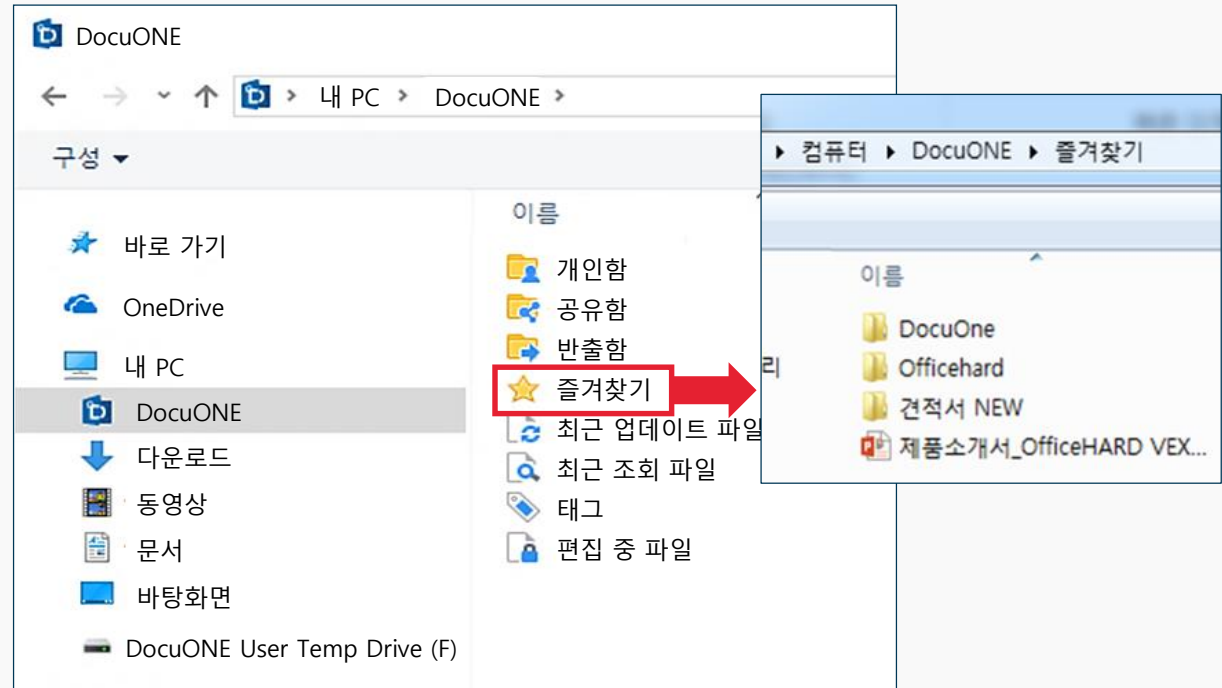 DocuONE
내 PC > DocuONE >
구성
바로 가기
OneDrive
내 PC
DocuONE
다운로드
동영상
문서
바탕화면
DocuONE User Temp Drive (F)
이름
개인함
공유함
반출함
즐겨찾기
최근 업데이트 파일
최근 조회 파일
태그
편집 중 파일
컴퓨터 ▶ DocuONE ▶ 즐겨찾기
리
이름
DocuOne
Officehard
견적서 NEW
제품소개서_OfficeHARD VEX...